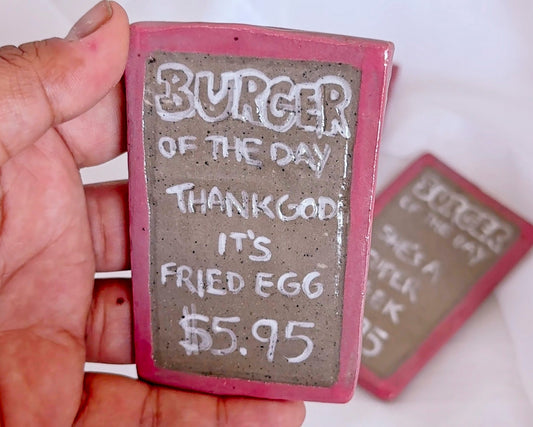 BURGER
OF THE DAY
THANK GOD
IT'S
FRIED EGG
$5.95
BURGER
OF THE DAY
SHE'S A